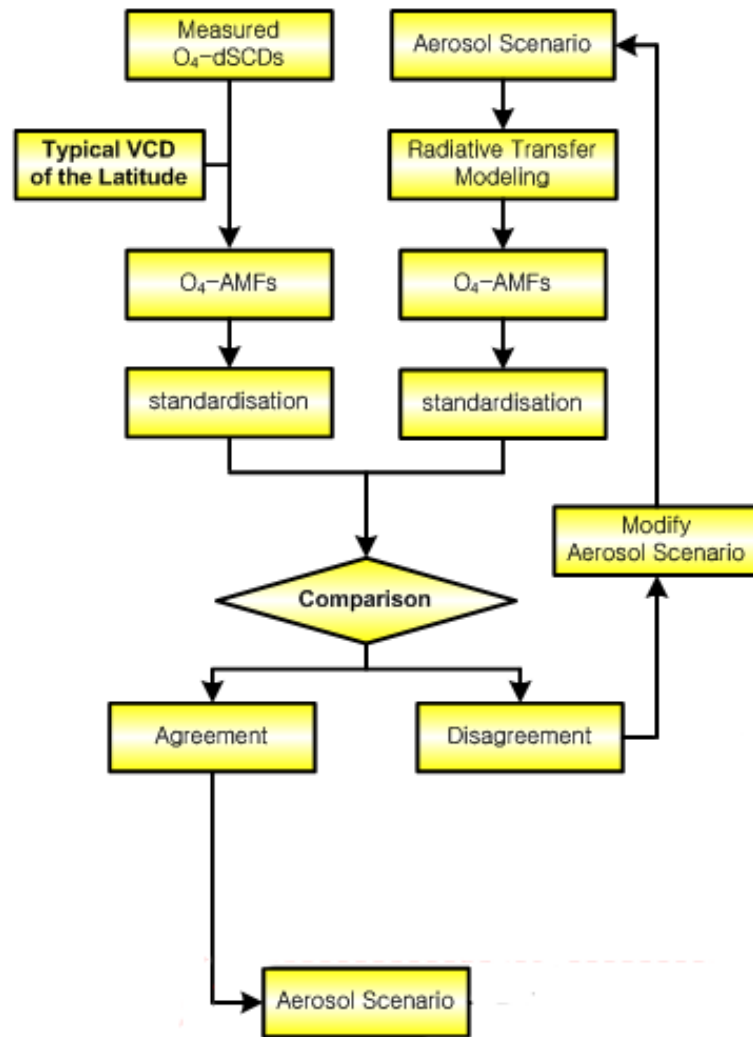 Measured
O₄-dSCDs
Aerosol Scenario
Typical VCD
of the Latitude
Radiative Transfer
Modeling
O₄-AMFs
O₄-AMFs
standardisation
standardisation
Modify
Aerosol Scenario
Comparison
Agreement
Disagreement
Aerosol Scenario